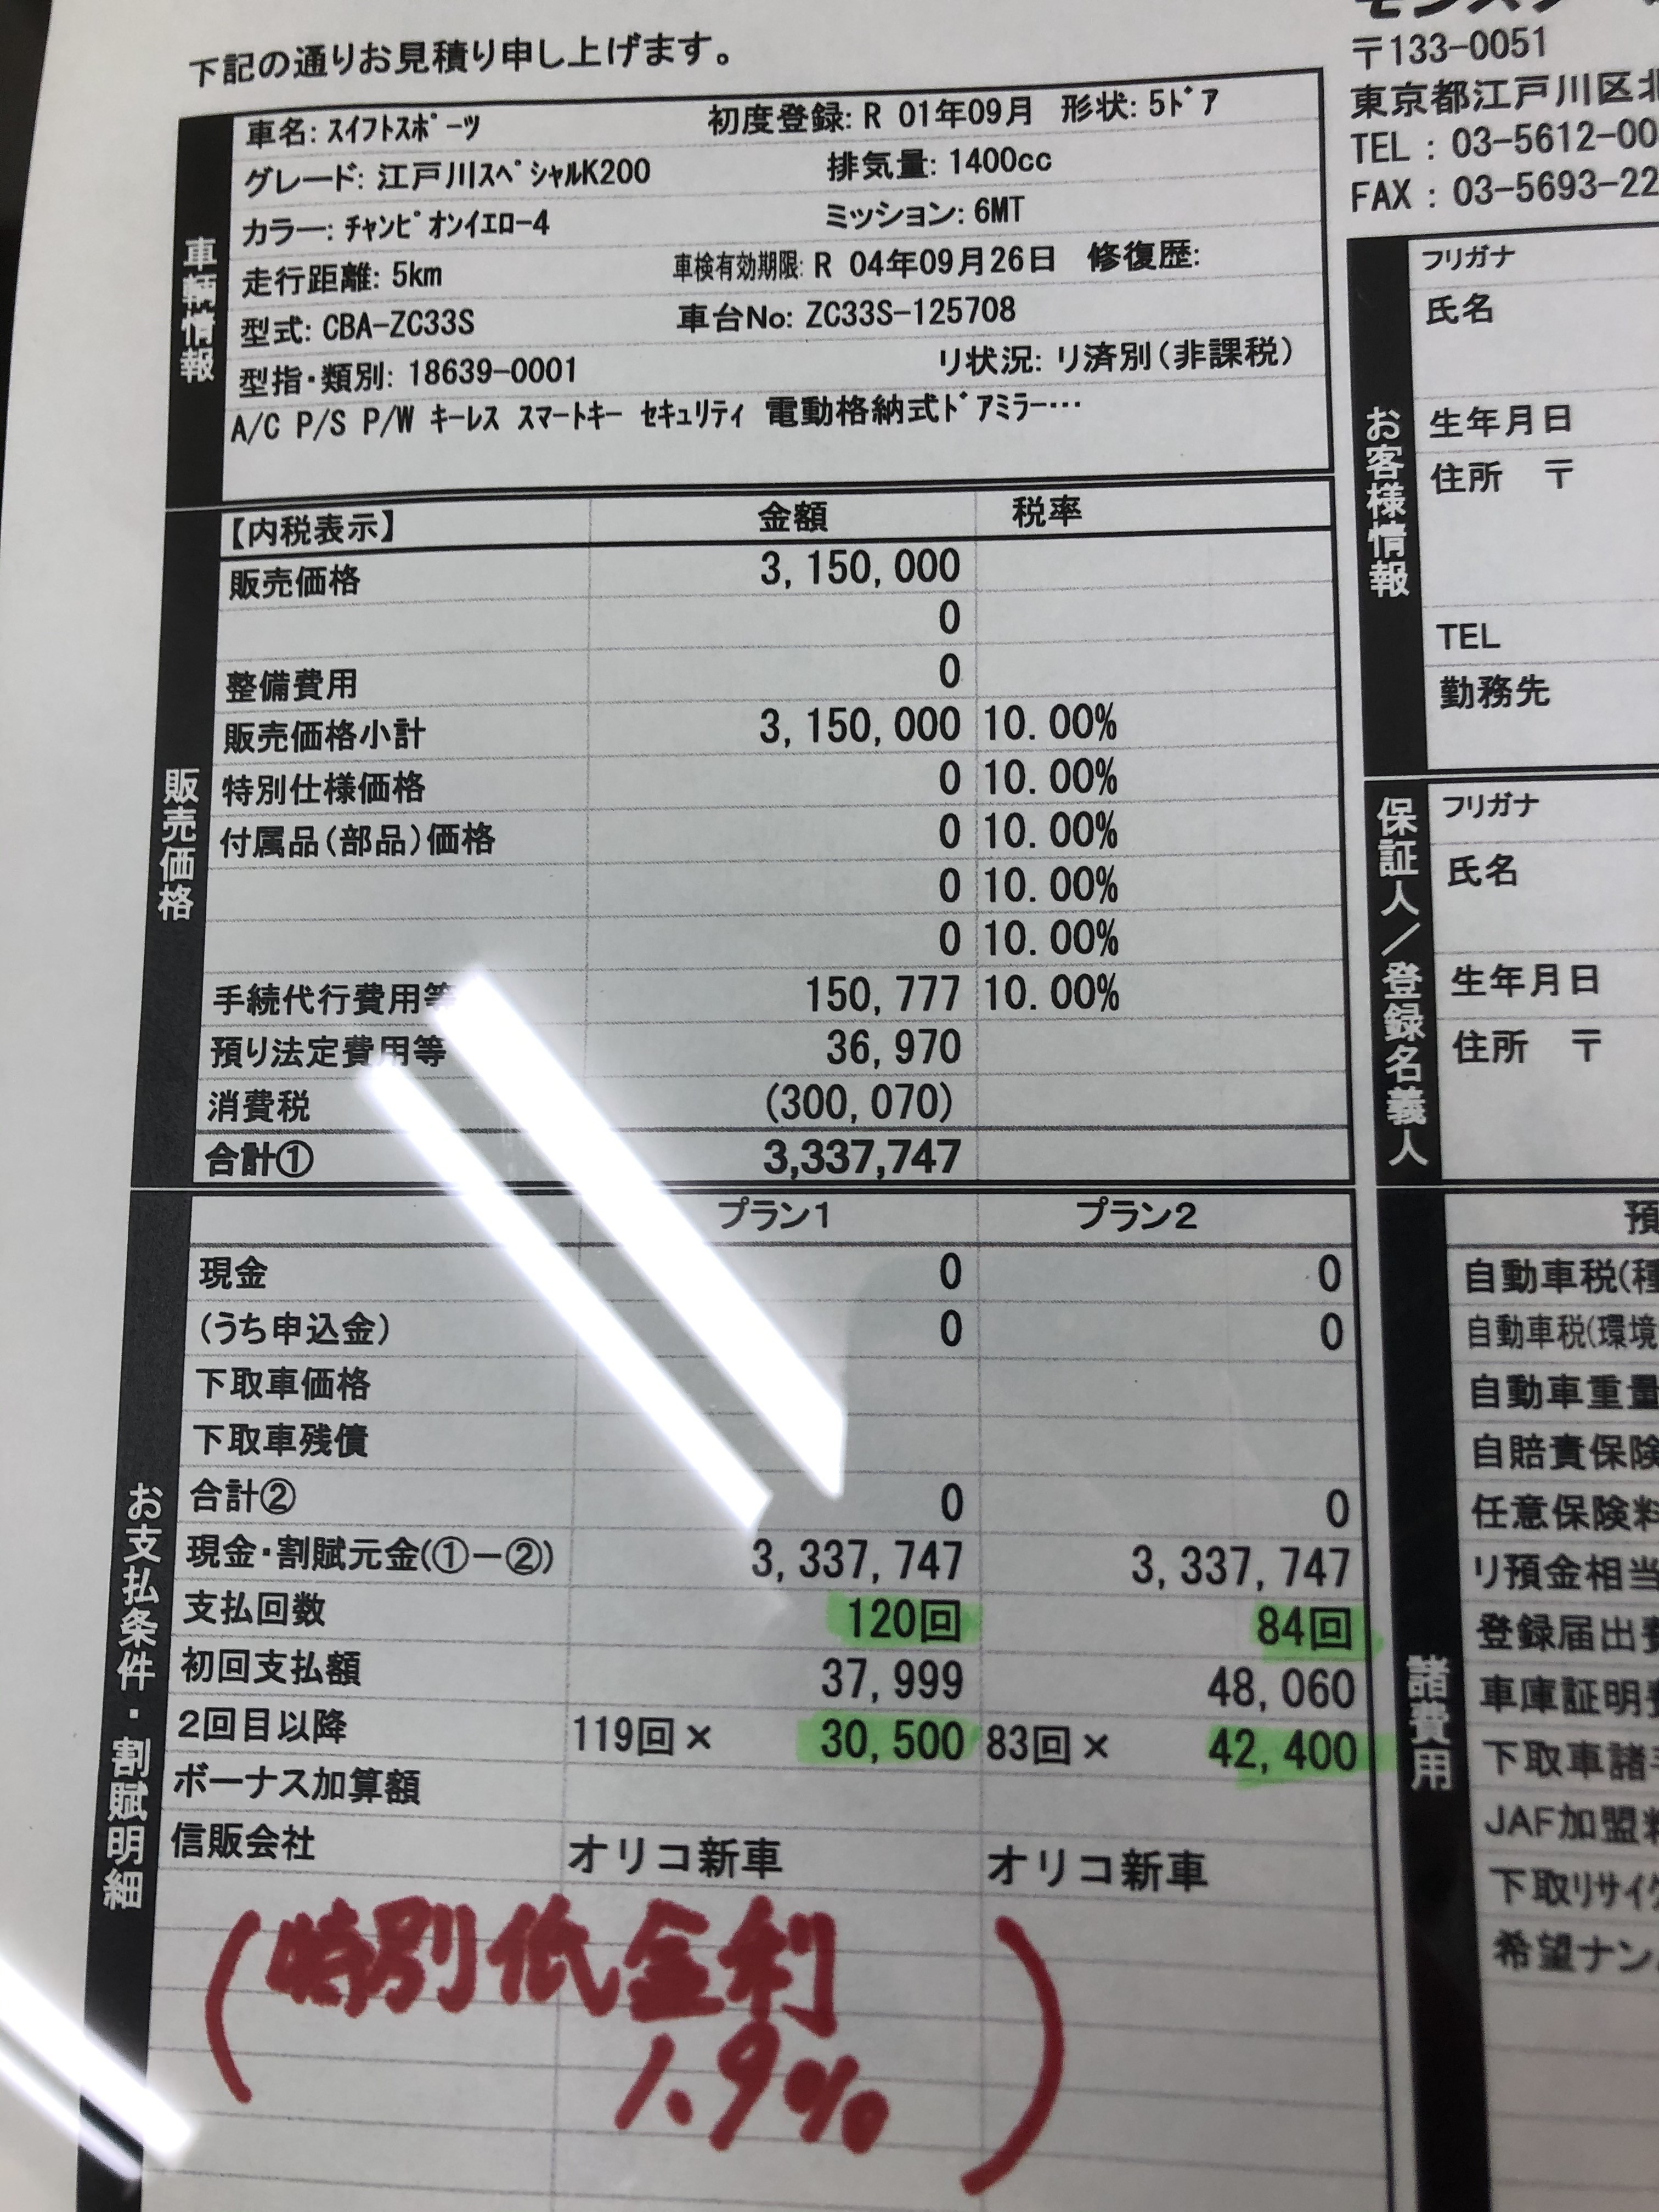 下記の通りお見積り申し上げます。
車輌情報
車名: ｽｲﾌﾄｽﾎﾟｰﾂ 初度登録: R 01年09月 形状: 5ﾄﾞｱ
グレード: 江戸川ｽﾍﾟｼｬﾙK200 排気量: 1400cc
カラー: ﾁｬﾝﾋﾟｵﾝｲｴﾛｰ4 ミッション: 6MT
走行距離: 5km 車検有効期限: R 04年09月26日 修復歴:
型式: CBA-ZC33S 車台No: ZC33S-125708
型指・類別: 18639-0001 リ状況: リ済別(非課税)
A/C P/S P/W ｷｰﾚｽ ｽﾏｰﾄｷｰ ｾｷｭﾘﾃｨ 電動格納式ﾄﾞｱﾐﾗｰ…
販売価格
【内税表示】 金額 税率
販売価格 3,150,000
0
整備費用 0
販売価格小計 3,150,000 10.00%
特別仕様価格 0 10.00%
付属品(部品)価格 0 10.00%
0 10.00%
0 10.00%
手続代行費用等 150,777 10.00%
預り法定費用等 36,970
消費税 (300,070)
合計① 3,337,747
お支払条件・割賦明細
プラン1 プラン2
現金 0 0
(うち申込金) 0 0
下取車価格
下取車残債
合計② 0 0
現金・割賦元金(①－②) 3,337,747 3,337,747
支払回数 120回 84回
初回支払額 37,999 48,060
2回目以降 119回× 30,500 83回× 42,400
ボーナス加算額
信販会社 オリコ新車 オリコ新車
(特別低金利
1.9%)
〒133-0051
東京都江戸川区北
TEL : 03-5612-00
FAX : 03-5693-22
お客様情報
フリガナ
氏名
生年月日
住所 〒
TEL
勤務先
保証人／登録名義人
フリガナ
氏名
生年月日
住所 〒
諸費用
預
自動車税(種
自動車税(環境
自動車重量
自賠責保険
任意保険料
リ預金相当
登録届出費
車庫証明費
下取車諸手
JAF加盟料
下取リサイク
希望ナン